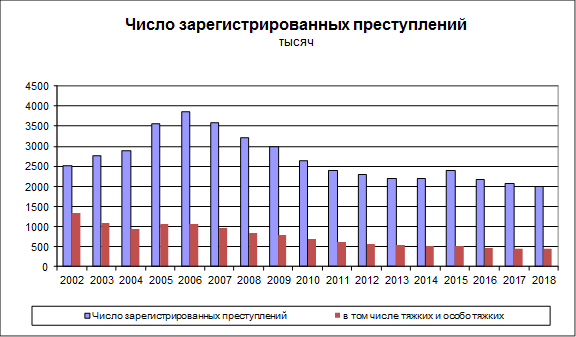 Число зарегистрированных преступлений
тысяч
4500
4000
3500
3000
2500
2000
1000
500
0
2002 2003 2004 2005 2006 2007 2008 2009 2010 2011 2012 2013 2014 2015 2016 2017 2018
Число зарегистрированных преступлений в том числе тяжких и особо тяжких